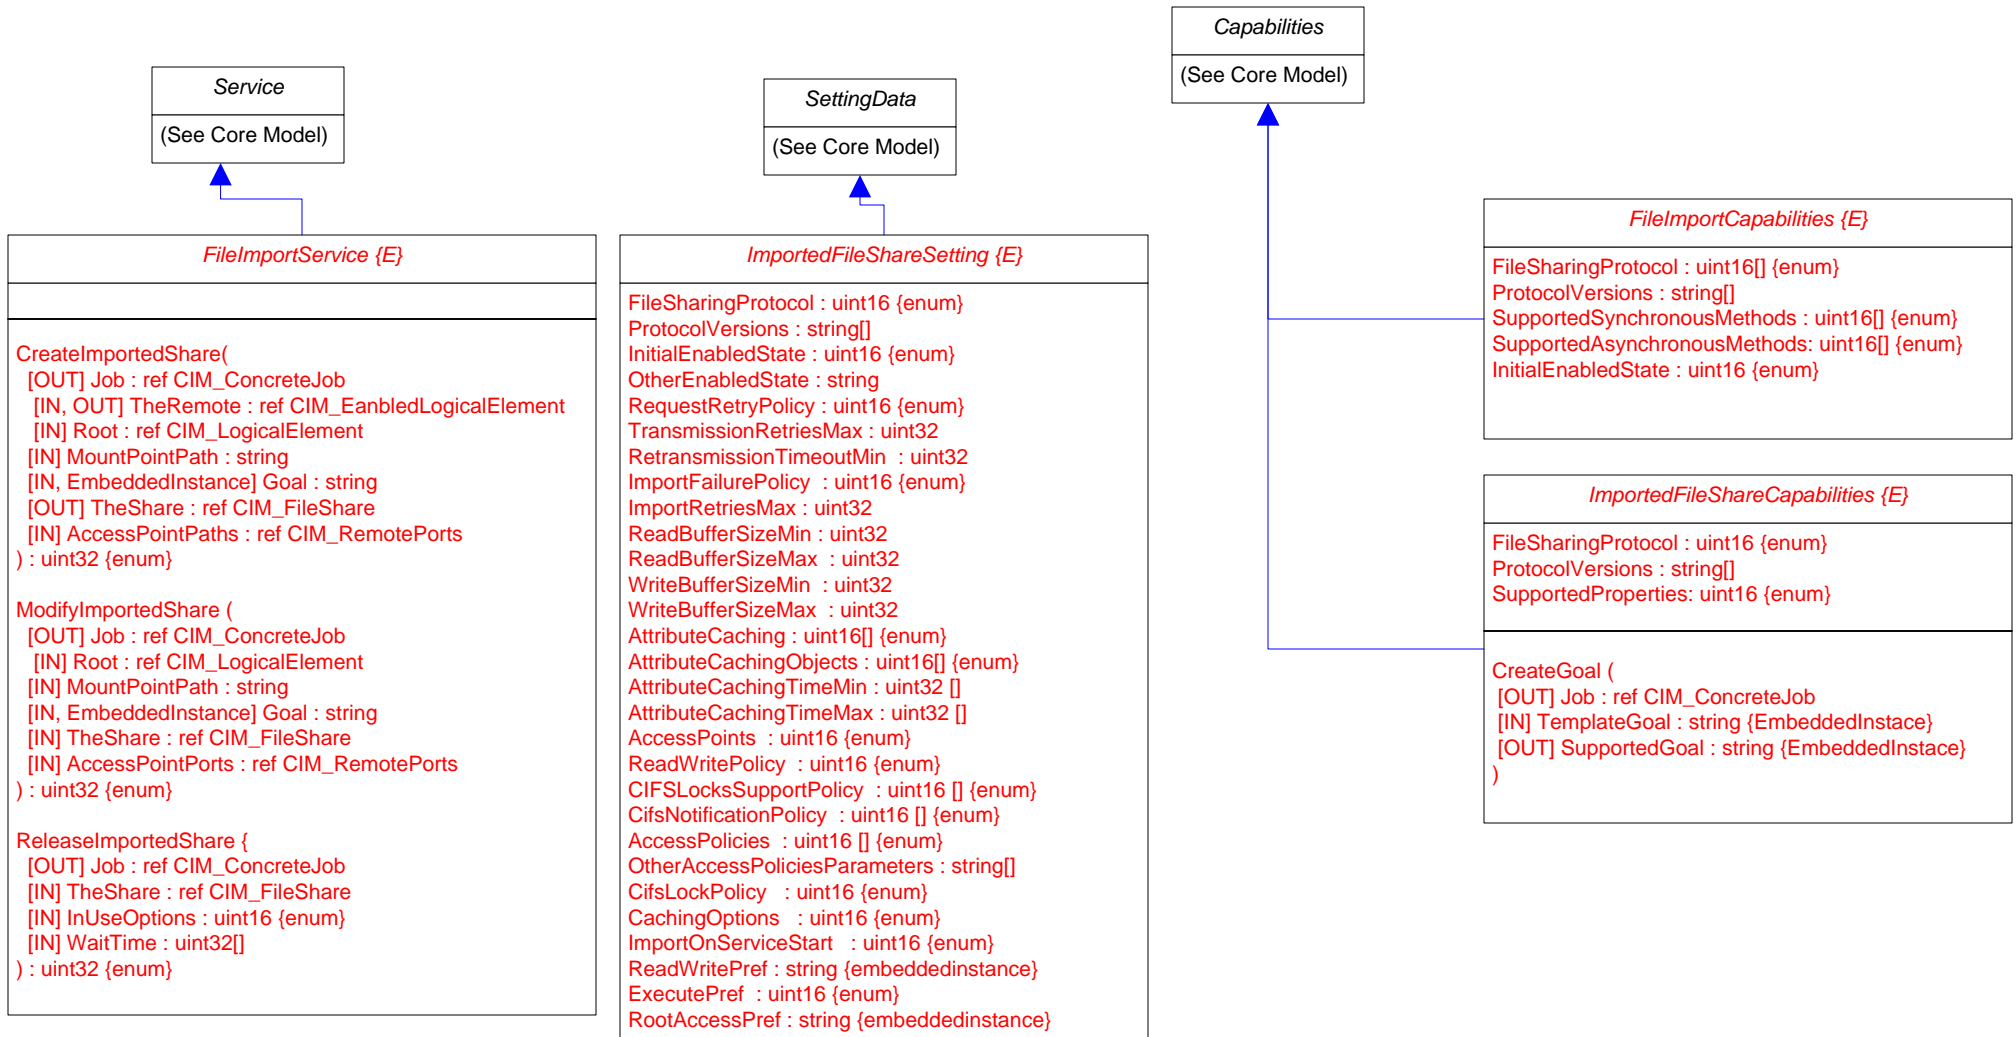 Service
(See Core Model)
FileImportService {E}
CreateImportedShare(
[OUT] Job : ref CIM_ConcreteJob
[IN, OUT] TheRemote : ref CIM_EanbledLogicalElement
[IN] Root : ref CIM_LogicalElement
[IN] MountPointPath : string
[IN, EmbeddedInstance] Goal : string
[OUT] TheShare : ref CIM_FileShare
[IN] AccessPointPaths : ref CIM_RemotePorts
) : uint32 {enum}
ModifyImportedShare (
[OUT] Job : ref CIM_ConcreteJob
[IN] Root : ref CIM_LogicalElement
[IN] MountPointPath : string
[IN, EmbeddedInstance] Goal : string
[IN] TheShare : ref CIM_FileShare
[IN] AccessPointPorts : ref CIM_RemotePorts
) : uint32 {enum}
ReleaseImportedShare {
[OUT] Job : ref CIM_ConcreteJob
[IN] TheShare : ref CIM_FileShare
[IN] InUseOptions : uint16 {enum}
[IN] WaitTime : uint32[]
) : uint32 {enum}
SettingData
(See Core Model)
ImportedFileShareSetting {E}
FileSharingProtocol : uint16 {enum}
ProtocolVersions : string[]
InitialEnabledState : uint16 {enum}
OtherEnabledState : string
RequestRetryPolicy : uint16 {enum}
TransmissionRetriesMax : uint32
RetransmissionTimeoutMin : uint32
ImportFailurePolicy : uint16 {enum}
ImportRetriesMax : uint32
ReadBufferSizeMin : uint32
ReadBufferSizeMax : uint32
WriteBufferSizeMin : uint32
WriteBufferSizeMax : uint32
AttributeCaching : uint16[] {enum}
AttributeCachingObjects : uint16[] {enum}
AttributeCachingTimeMin : uint32 []
AttributeCachingTimeMax : uint32 []
AccessPoints : uint16 {enum}
ReadWritePolicy : uint16 {enum}
CIFSLocksSupportPolicy : uint16 [] {enum}
CifsNotificationPolicy : uint16 [] {enum}
AccessPolicies : uint16 [] {enum}
OtherAccessPoliciesParameters : string[]
CifsLockPolicy : uint16 {enum}
CachingOptions : uint16 {enum}
ImportOnServiceStart : uint16 {enum}
ReadWritePref : string {embeddedinstance}
ExecutePref : uint16 {enum}
RootAccessPref : string {embeddedinstance}
Capabilities
(See Core Model)
FileImportCapabilities {E}
FileSharingProtocol : uint16[] {enum}
ProtocolVersions : string[]
SupportedSynchronousMethods : uint16[] {enum}
SupportedAsynchronousMethods: uint16[] {enum}
InitialEnabledState : uint16 {enum}
ImportedFileShareCapabilities {E}
FileSharingProtocol : uint16 {enum}
ProtocolVersions : string[]
SupportedProperties: uint16 {enum}
CreateGoal (
[OUT] Job : ref CIM_ConcreteJob
[IN] TemplateGoal : string {EmbeddedInstace}
[OUT] SupportedGoal : string {EmbeddedInstace}
)